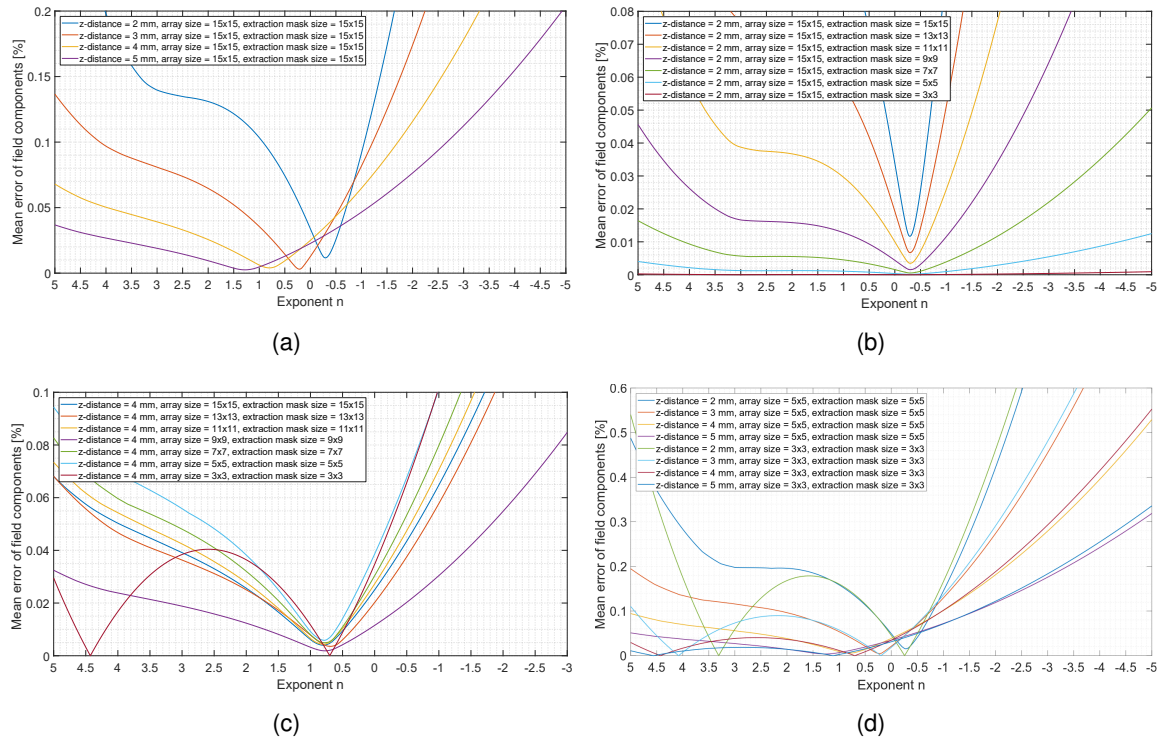 0.2
0.15
0.1
0.05
0
Mean error of field components [%]
z-distance = 2 mm, array size = 15x15, extraction mask size = 15x15
z-distance = 3 mm, array size = 15x15, extraction mask size = 15x15
z-distance = 4 mm, array size = 15x15, extraction mask size = 15x15
z-distance = 5 mm, array size = 15x15, extraction mask size = 15x15
5 4.5 4 3.5 3 2.5 2 1.5 1 0.5 0 -0.5 -1 -1.5 -2 -2.5 -3 -3.5 -4 -4.5 -5
Exponent n
(a)
0.08
0.07
0.06
0.05
0.04
0.03
0.02
0.01
0
Mean error of field components [%]
z-distance = 2 mm, array size = 15x15, extraction mask size = 15x15
z-distance = 2 mm, array size = 15x15, extraction mask size = 13x13
z-distance = 2 mm, array size = 15x15, extraction mask size = 11x11
z-distance = 2 mm, array size = 15x15, extraction mask size = 9x9
z-distance = 2 mm, array size = 15x15, extraction mask size = 7x7
z-distance = 2 mm, array size = 15x15, extraction mask size = 5x5
z-distance = 2 mm, array size = 15x15, extraction mask size = 3x3
5 4.5 4 3.5 3 2.5 2 1.5 1 0.5 0 -0.5 -1 -1.5 -2 -2.5 -3 -3.5 -4 -4.5 -5
Exponent n
(b)
0.1
0.08
0.06
0.04
0.02
0
Mean error of field components [%]
z-distance = 4 mm, array size = 15x15, extraction mask size = 15x15
z-distance = 4 mm, array size = 13x13, extraction mask size = 13x13
z-distance = 4 mm, array size = 11x11, extraction mask size = 11x11
z-distance = 4 mm, array size = 9x9, extraction mask size = 9x9
z-distance = 4 mm, array size = 7x7, extraction mask size = 7x7
z-distance = 4 mm, array size = 5x5, extraction mask size = 5x5
z-distance = 4 mm, array size = 3x3, extraction mask size = 3x3
5 4.5 4 3.5 3 2.5 2 1.5 1 0.5 0 -0.5 -1 -1.5 -2 -2.5 -3
Exponent n
(c)
0.6
0.5
0.4
0.3
0.2
0.1
0
Mean error of field components [%]
z-distance = 2 mm, array size = 5x5, extraction mask size = 5x5
z-distance = 3 mm, array size = 5x5, extraction mask size = 5x5
z-distance = 4 mm, array size = 5x5, extraction mask size = 5x5
z-distance = 5 mm, array size = 5x5, extraction mask size = 5x5
z-distance = 2 mm, array size = 3x3, extraction mask size = 3x3
z-distance = 3 mm, array size = 3x3, extraction mask size = 3x3
z-distance = 4 mm, array size = 3x3, extraction mask size = 3x3
z-distance = 5 mm, array size = 3x3, extraction mask size = 3x3
5 4.5 4 3.5 3 2.5 2 1.5 1 0.5 0 -0.5 -1 -1.5 -2 -2.5 -3 -3.5 -4 -4.5 -5
Exponent n
(d)